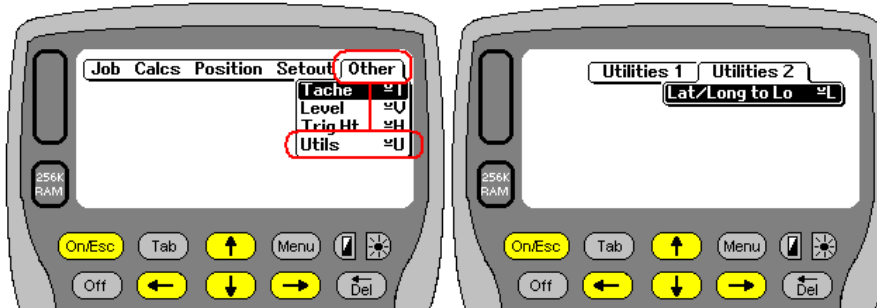 Job Calcs Position Setout Other
Tache T
Level V
Trig Ht H
Utils U
256K
RAM
On/Esc Tab Menu
Off Del
Utilities 1 Utilities 2
Lat/Long to Lo L
256K
RAM
On/Esc Tab Menu
Off Del